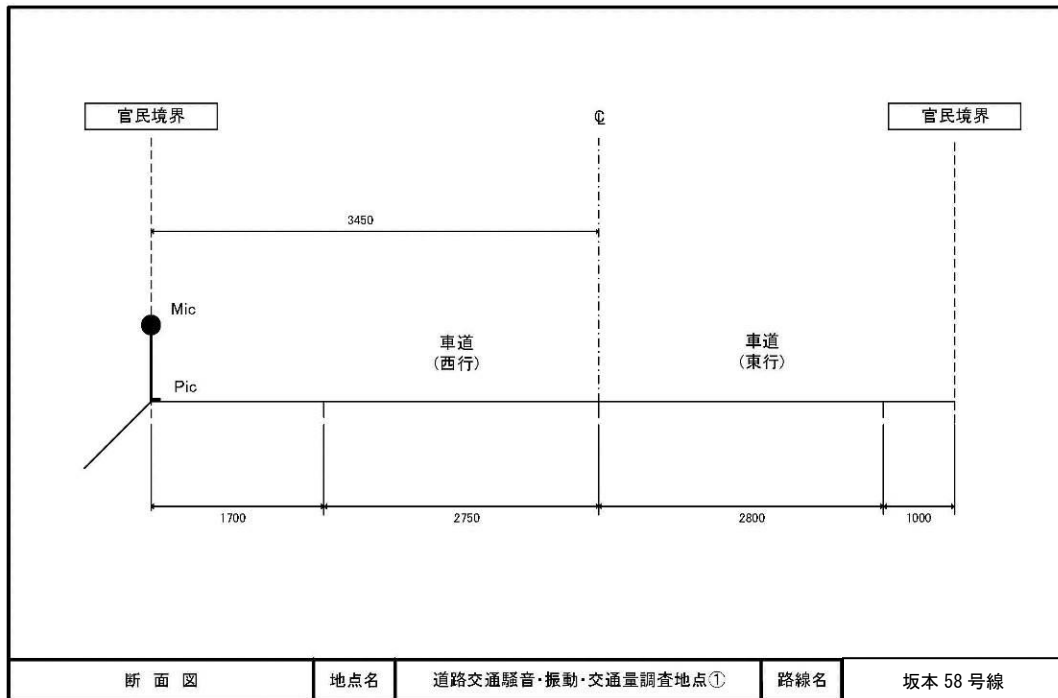 官民境界
℄
官民境界
3450
Mic
車道
(西行)
車道
(東行)
Pic
1700
2750
2800
1000
断面図
地点名
道路交通騒音・振動・交通量調査地点①
路線名
坂本58号線